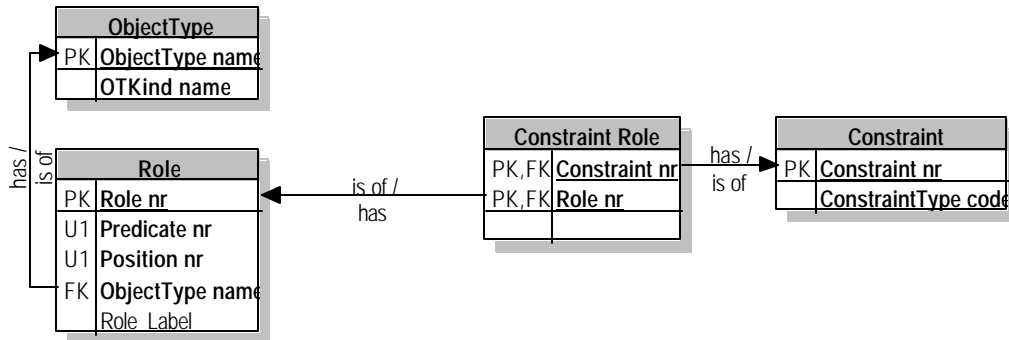 ObjectType
PK ObjectType name
OTKind name
has /
is of
Role
PK Role nr
U1 Predicate nr
U1 Position nr
FK ObjectType name
Role Label
is of /
has
Constraint Role
PK,FK Constraint nr
PK,FK Role nr
has /
is of
Constraint
PK Constraint nr
ConstraintType code